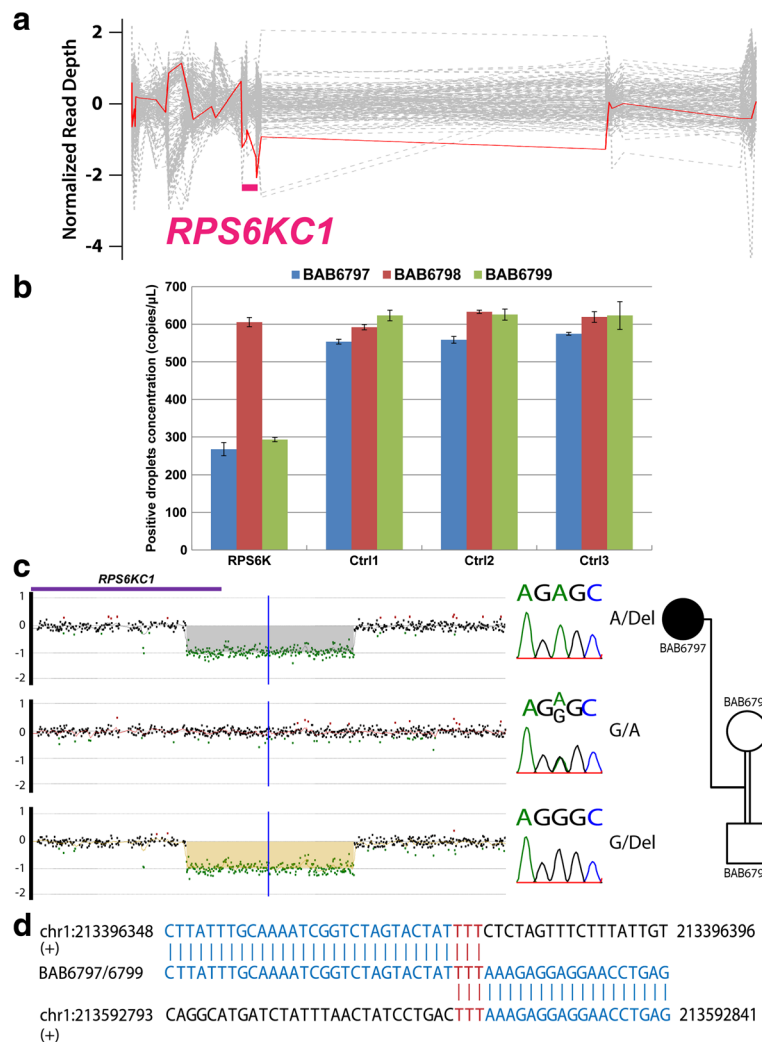 a
2
0
-2
-4
Normalized Read Depth
RPS6KC1
b
BAB6797 BAB6798 BAB6799
Positive droplets concentration (copies/µL)
700
600
500
400
300
200
100
0
RPS6K Ctrl1 Ctrl2 Ctrl3
c
RPS6KC1
1
0
-1
-2
AGAGC
A/Del
BAB6797
1
0
-1
-2
A
AGGGC
G/A
BAB679
1
0
-1
-2
AGGGC
G/Del
BAB679
d
chr1:213396348 CTTATTTGCAAAATCGGTCTAGTACTATTTTCTCTAGTTTCTTTATTGT 213396396
(+)
BAB6797/6799 CTTATTTGCAAAATCGGTCTAGTACTATTTTAAAGAGGAGGAACCTGAG
chr1:213592793 CAGGCATGATCTATTTAACTATCCTGACTTTAAAGAGGAGGAACCTGAG 213592841
(+)